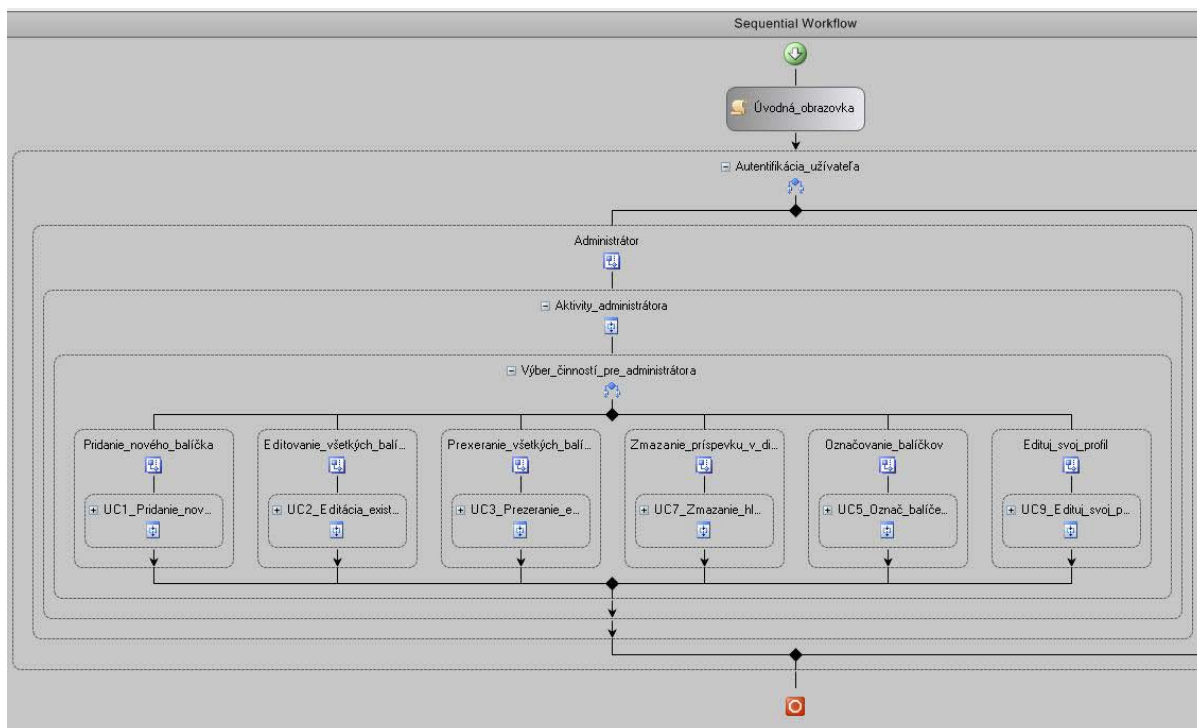 Sequential Workflow
Úvodná_obrazovka
Autentifikácia_užívateľa
Administrátor
Aktivity_administrátora
Výber_činností_pre_administrátora
Pridanie_nového_balíčka
Editovanie_všetkých_balí...
Prexeranie_všetkých_balí...
Zmazanie_príspevku_v_di...
Označovanie_balíčkov
Edituj_svoj_profil
UC1_Pridanie_nov...
UC2_Editácia_exist...
UC3_Prezeranie_e...
UC7_Zmazanie_hl...
UC5_Označ_balíče...
UC9_Edituj_svoj_p...